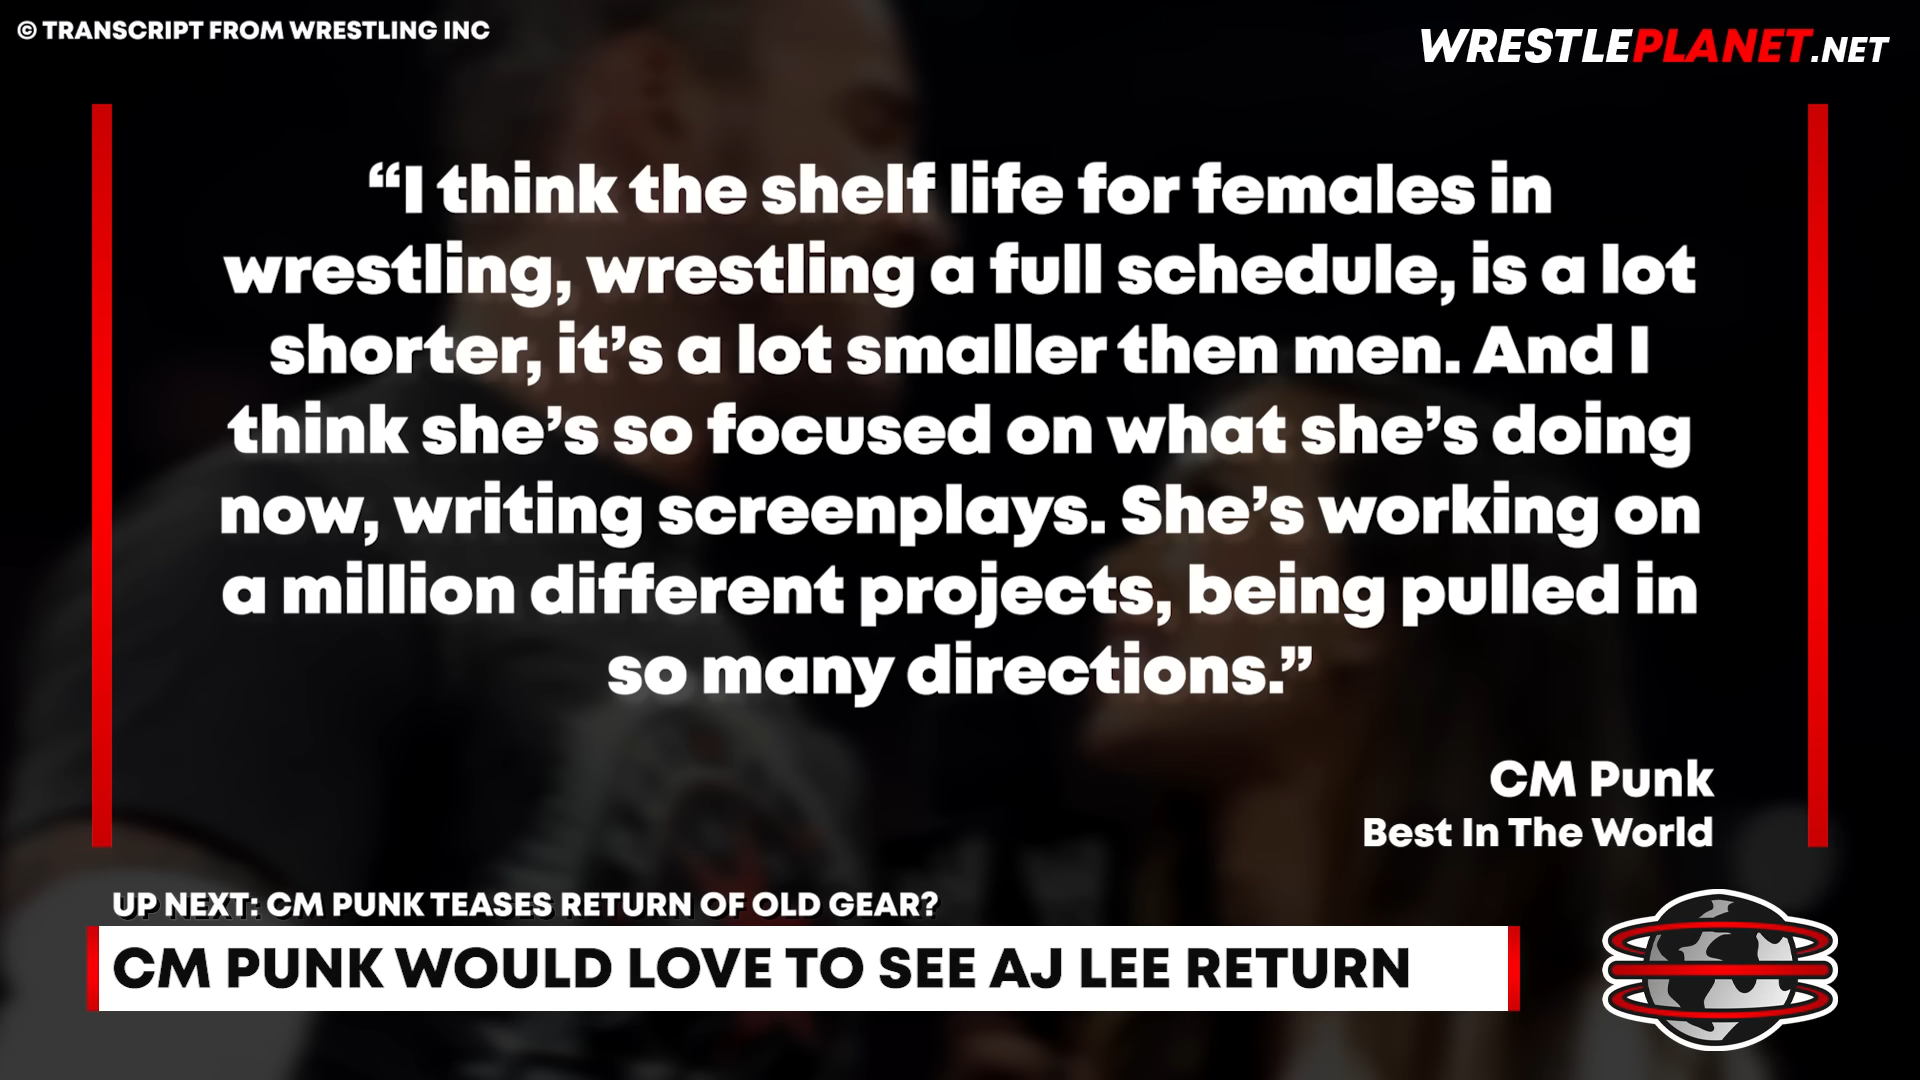 © TRANSCRIPT FROM WRESTLING INC
WRESTLEPLANET.NET
“I think the shelf life for females in
wrestling, wrestling a full schedule, is a lot
shorter, it’s a lot smaller then men. And I
think she’s so focused on what she’s doing
now, writing screenplays. She’s working on
a million different projects, being pulled in
so many directions.”
CM Punk
Best In The World
UP NEXT: CM PUNK TEASES RETURN OF OLD GEAR?
CM PUNK WOULD LOVE TO SEE AJ LEE RETURN